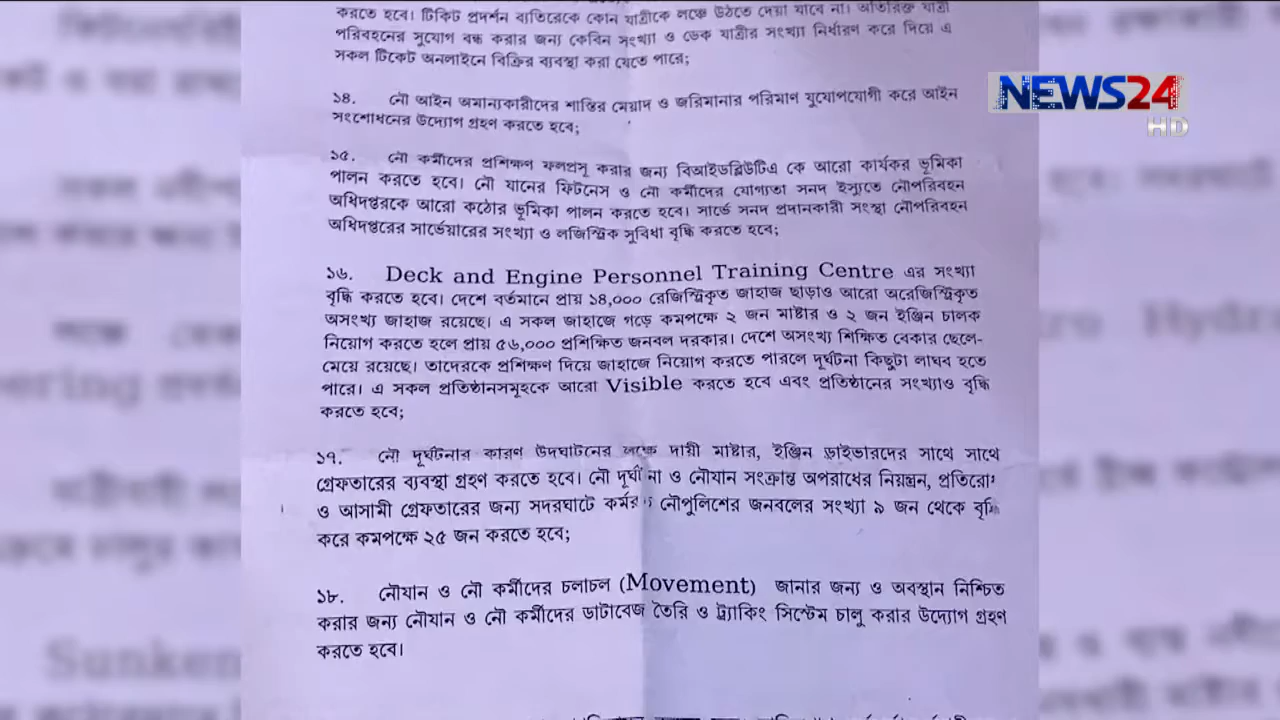 করতে হবে। টিকিট প্রদর্শন ব্যতিরেকে কোন যাত্রীকে লঞ্চে উঠতে দেয়া যাবে না। অতিরিক্ত যাত্রী
পরিবহনের সুযোগ বন্ধ করার জন্য কেবিন সংখ্যা ও ডেক যাত্রীর সংখ্যা নির্ধারণ করে দিয়ে এ
সকল টিকেট অনলাইনে বিক্রির ব্যবস্থা করা যেতে পারে;
NEWS24
HD
১৪. নৌ আইন অমান্যকারীদের শাস্তির মেয়াদ ও জরিমানার পরিমাণ যুযোপযোগী করে আইন
সংশোধনের উদ্যোগ গ্রহণ করতে হবে;
১৫. নৌ কর্মীদের প্রশিক্ষণ ফলপ্রসূ করার জন্য বিআইডব্লিউটিএ কে আরো কার্যকর ভূমিকা
পালন করতে হবে। নৌ যানের ফিটনেস ও নৌ কর্মীদের যোগ্যতা সনদ ইস্যুতে নৌপরিবহন
অধিদপ্তরকে আরো কঠোর ভূমিকা পালন করতে হবে। সার্ভে সনদ প্রদানকারী সংস্থা নৌপরিবহন
অধিদপ্তরের সার্ভেয়ারের সংখ্যা ও লজিস্ট্রিক সুবিধা বৃদ্ধি করতে হবে;
১৬. Deck and Engine Personnel Training Centre এর সংখ্যা
বৃদ্ধি করতে হবে। দেশে বর্তমানে প্রায় ১৪,০০০ রেজিস্ট্রিকৃত জাহাজ ছাড়াও আরো অরেজিস্ট্রিকৃত
অসংখ্য জাহাজ রয়েছে। এ সকল জাহাজে গড়ে কমপক্ষে ২ জন মাষ্টার ও ২ জন ইঞ্জিন চালক
নিয়োগ করতে হলে প্রায় ৫৬,০০০ প্রশিক্ষিত জনবল দরকার। দেশে অসংখ্য শিক্ষিত বেকার ছেলে-
মেয়ে রয়েছে। তাদেরকে প্রশিক্ষণ দিয়ে জাহাজে নিয়োগ করতে পারলে দূর্ঘটনা কিছুটা লাঘব হতে
পারে। এ সকল প্রতিষ্ঠানসমূহকে আরো Visible করতে হবে এবং প্রতিষ্ঠানের সংখ্যাও বৃদ্ধি
করতে হবে;
১৭. নৌ দূর্ঘটনার কারণ উদঘাটনের লক্ষে দায়ী মাষ্টার, ইঞ্জিন ড্রাইভারদের সাথে সাথে
গ্রেফতারের ব্যবস্থা গ্রহণ করতে হবে। নৌ ও নৌযান সংক্রান্ত অপরাধের নিয়ন্ত্রন,
ও আসামী গ্রেফতারের জন্য সদরঘাটে নৌপুলিশের জনবলের সংখ্যা ৯ জন থেকে
করে কমপক্ষে ২৫ জন করতে হবে;
১৮. নৌযান ও নৌ কর্মীদের চলাচল (Movement) জানার জন্য ও অবস্থান নিশ্চিত
করার জন্য নৌযান ও নৌ কর্মীদের ডাটাবেজ তৈরি ও ট্র্যাকিং সিস্টেম চালু করার উদ্যোগ গ্রহণ
করতে হবে।